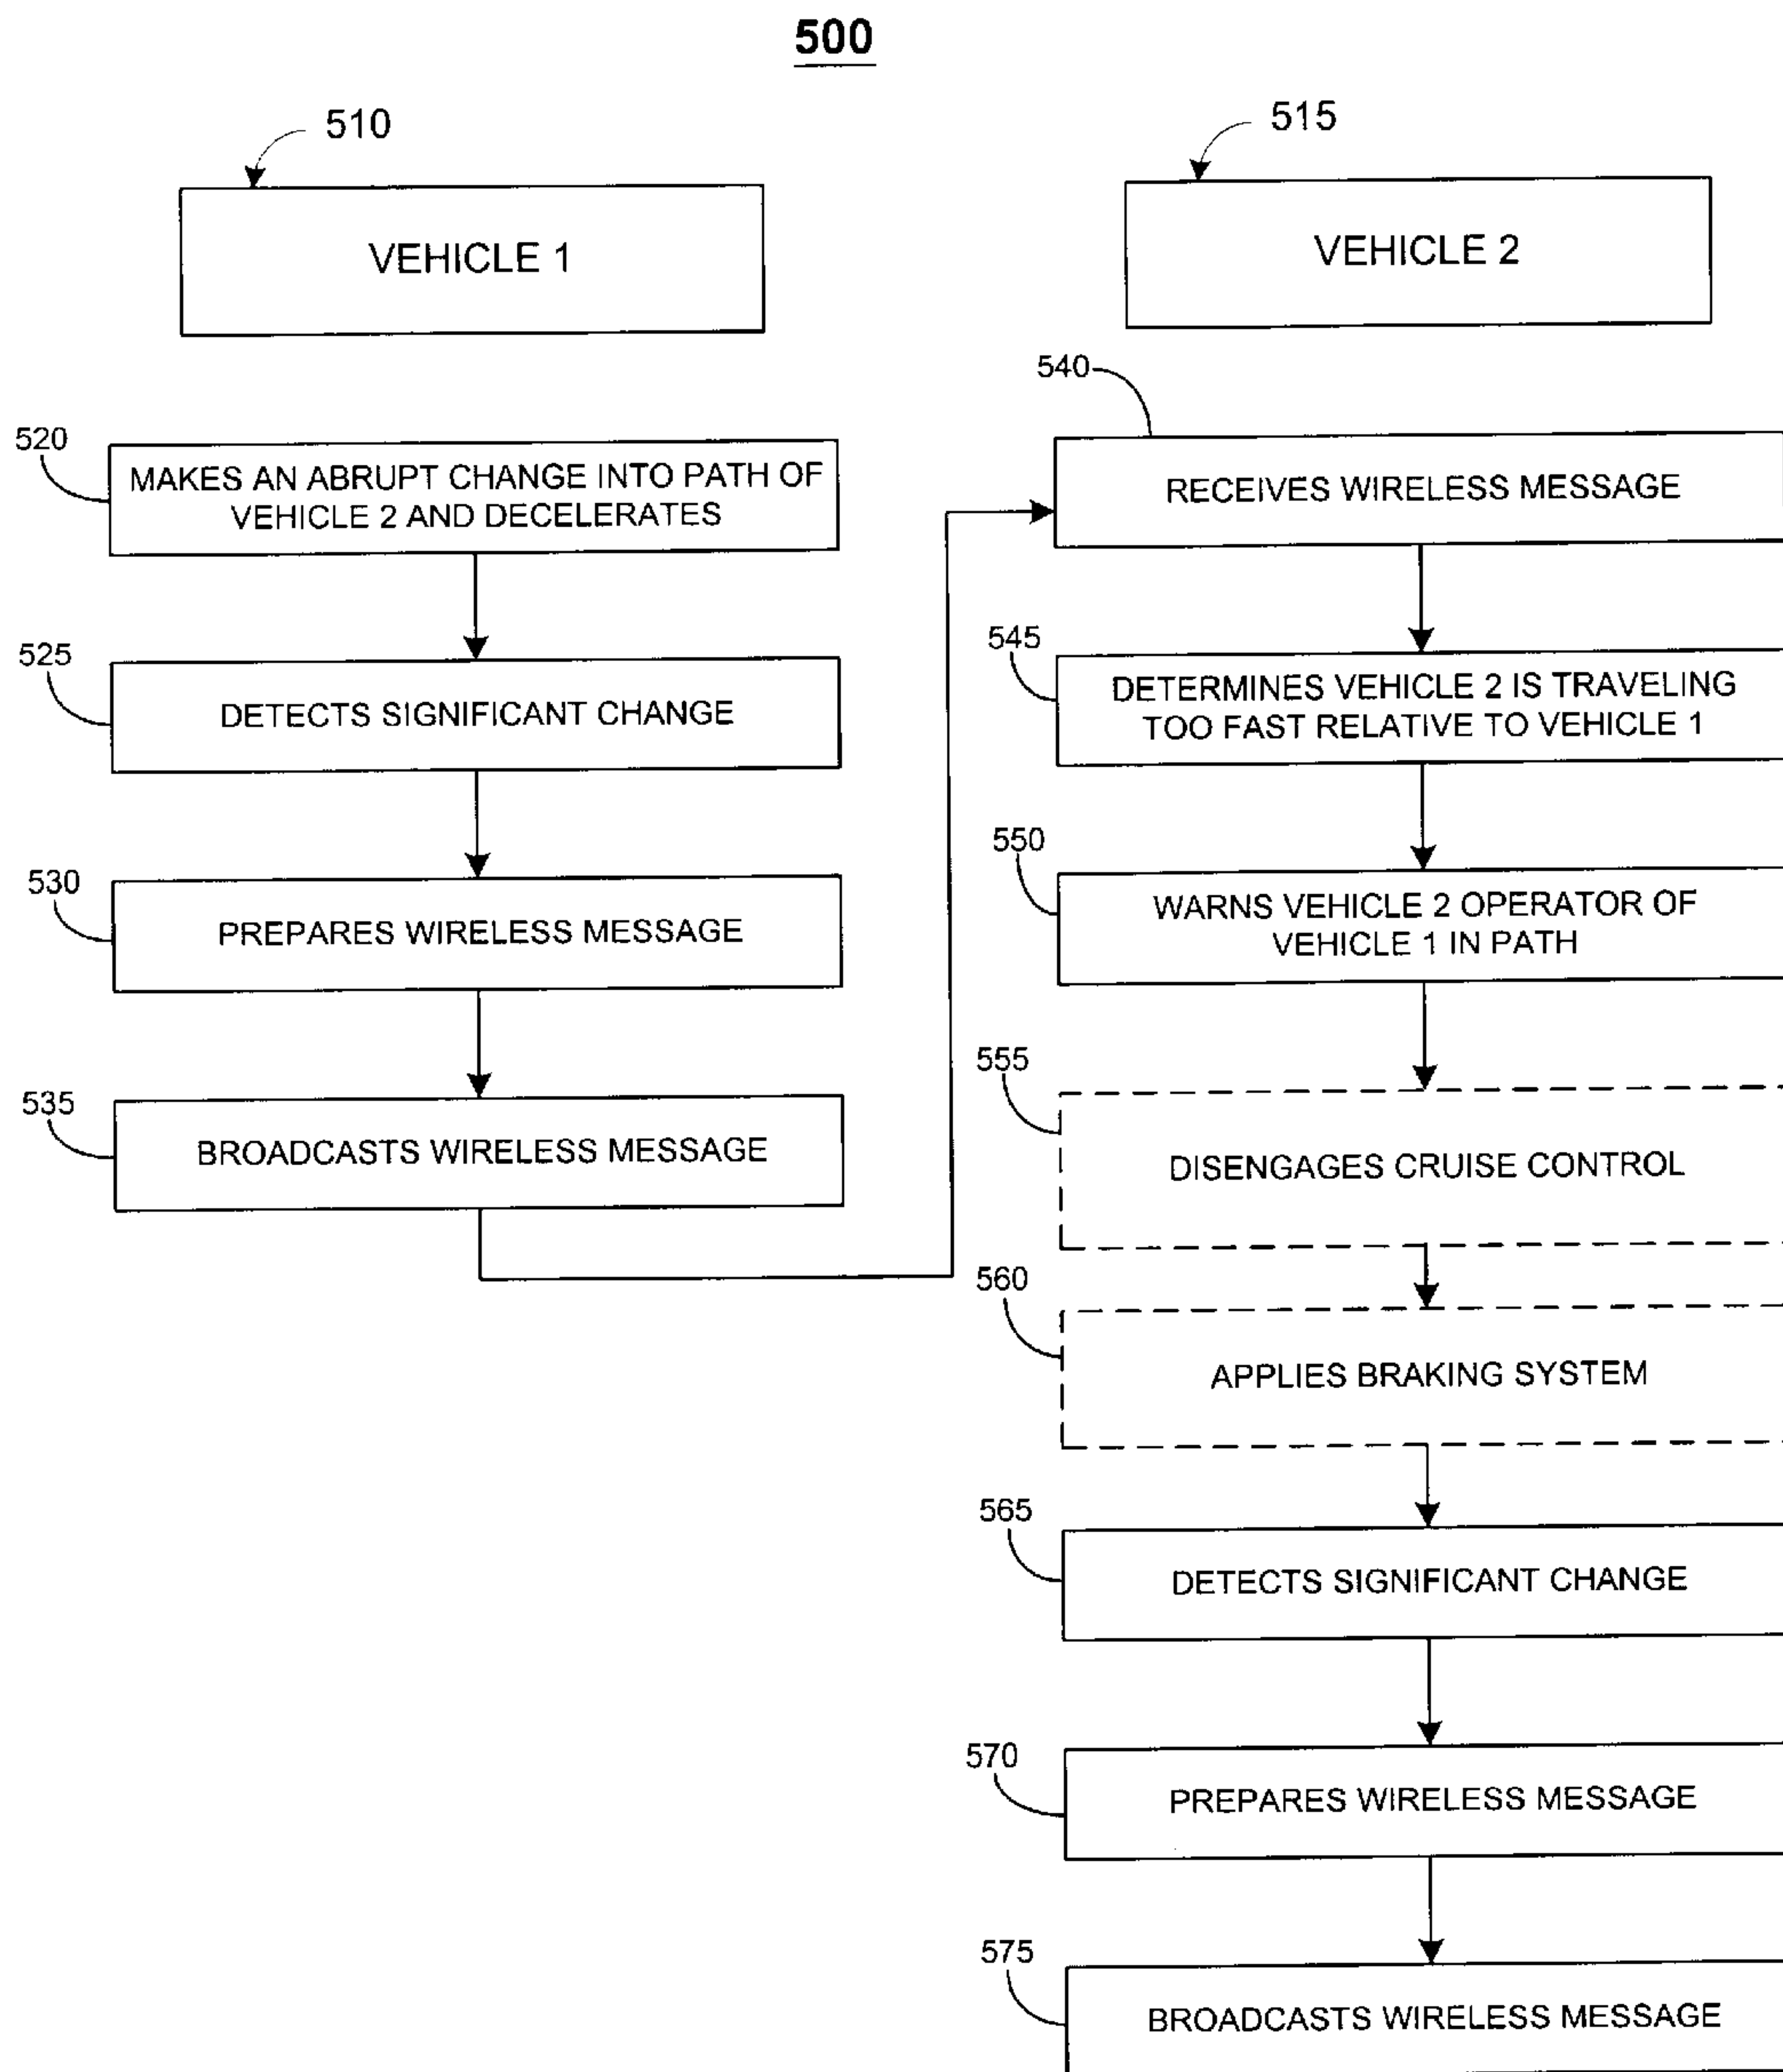 500
510
VEHICLE 1
515
VEHICLE 2
520
MAKES AN ABRUPT CHANGE INTO PATH OF
VEHICLE 2 AND DECELERATES
525
DETECTS SIGNIFICANT CHANGE
530
PREPARES WIRELESS MESSAGE
535
BROADCASTS WIRELESS MESSAGE
540
RECEIVES WIRELESS MESSAGE
545
DETERMINES VEHICLE 2 IS TRAVELING
TOO FAST RELATIVE TO VEHICLE 1
550
WARNS VEHICLE 2 OPERATOR OF
VEHICLE 1 IN PATH
555
DISENGAGES CRUISE CONTROL
560
APPLIES BRAKING SYSTEM
565
DETECTS SIGNIFICANT CHANGE
570
PREPARES WIRELESS MESSAGE
575
BROADCASTS WIRELESS MESSAGE